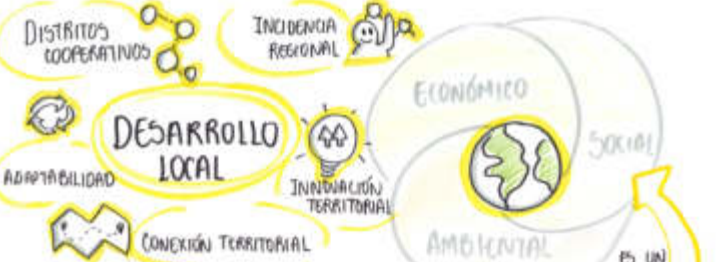 DISTRITOS
COOPERATIVOS
INCIDENCIA
REGIONAL
ECONÓMICO
SOCIAL
DESARROLLO
LOCAL
ADAPTABILIDAD
INNOVACIÓN
TERRITORIAL
CONEXIÓN TERRITORIAL
AMBIENTAL
ES UN